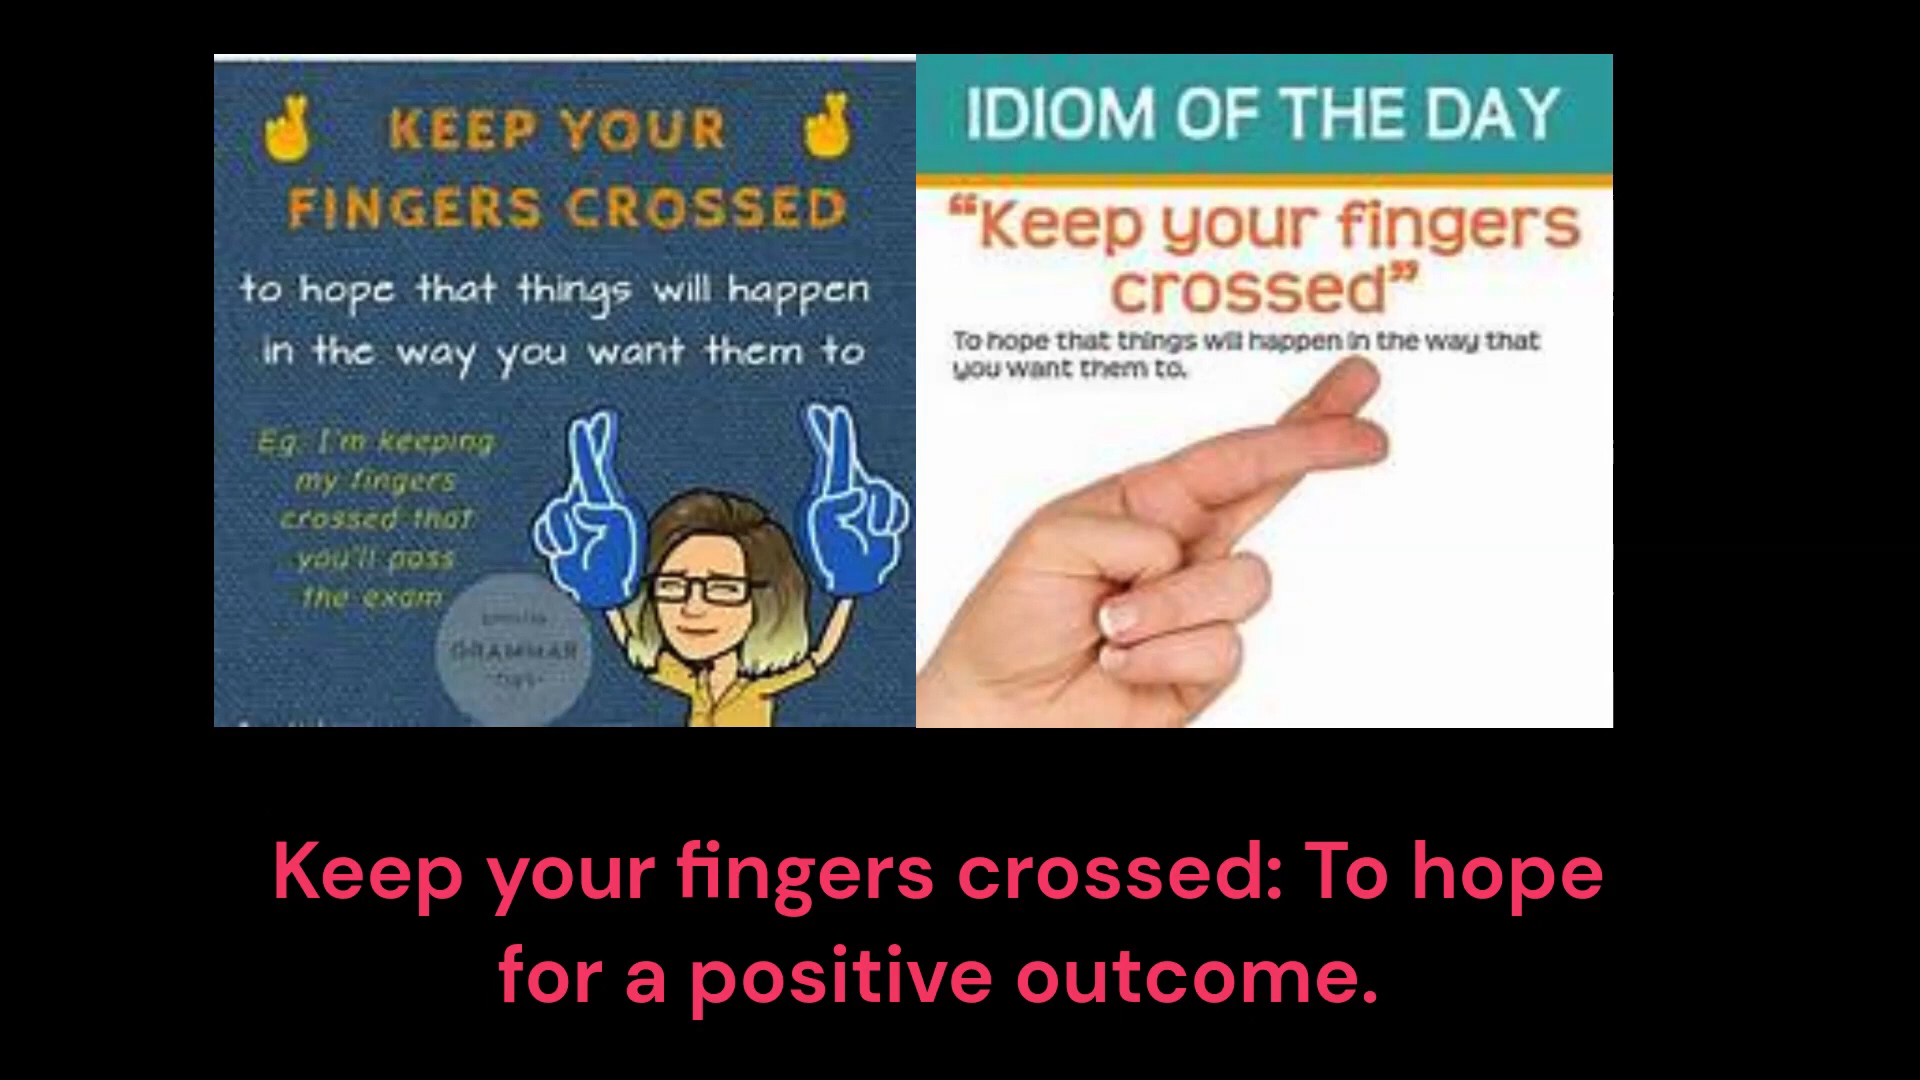 KEEP YOUR
FINGERS CROSSED
to hope that things will happen
in the way you want them to
Eg. I'm keeping
my fingers
crossed that
you'll pass
the exam
GRAMMAR
IDIOM OF THE DAY
“Keep your fingers
crossed”
To hope that things will happen in the way that
you want them to.
Keep your fingers crossed: To hope
for a positive outcome.